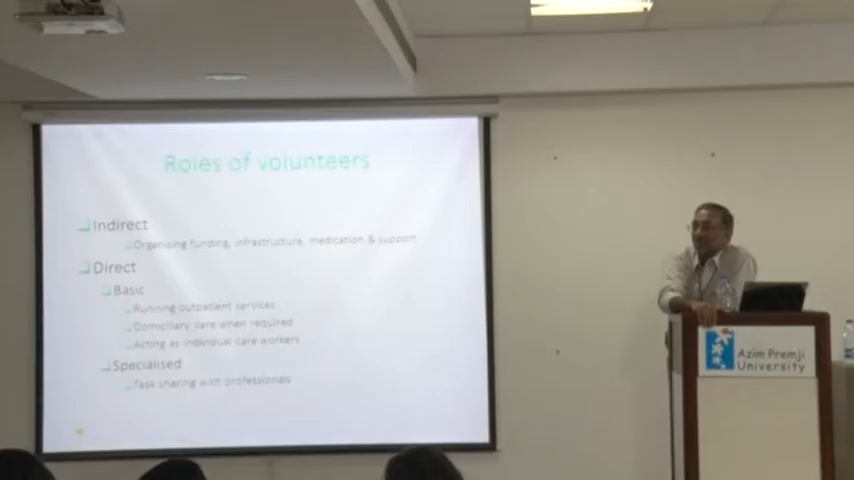 Roles of volunteers
Indirect
Organising funding, infrastructure, medication & support
Direct
Basic
Running outpatient services
Domicilary care when required
Acting as individual care workers
Specialised
Task sharing with professionals
Azim Premji
University